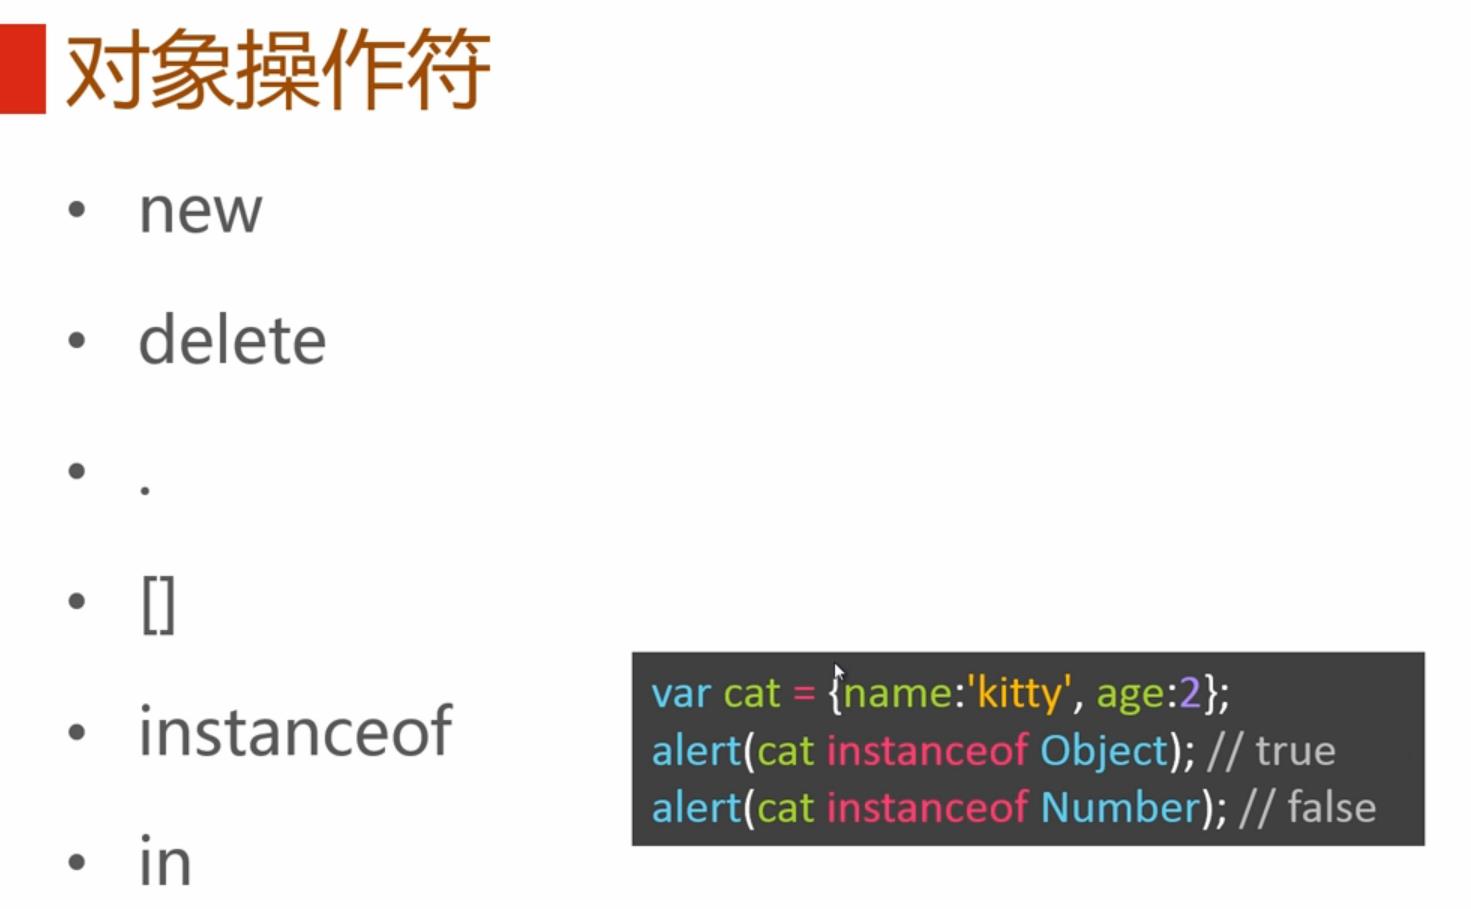 对象操作符
• new
• delete
• .
• []
• instanceof
var cat = {name:'kitty', age:2};
alert(cat instanceof Object); // true
alert(cat instanceof Number); // false
• in